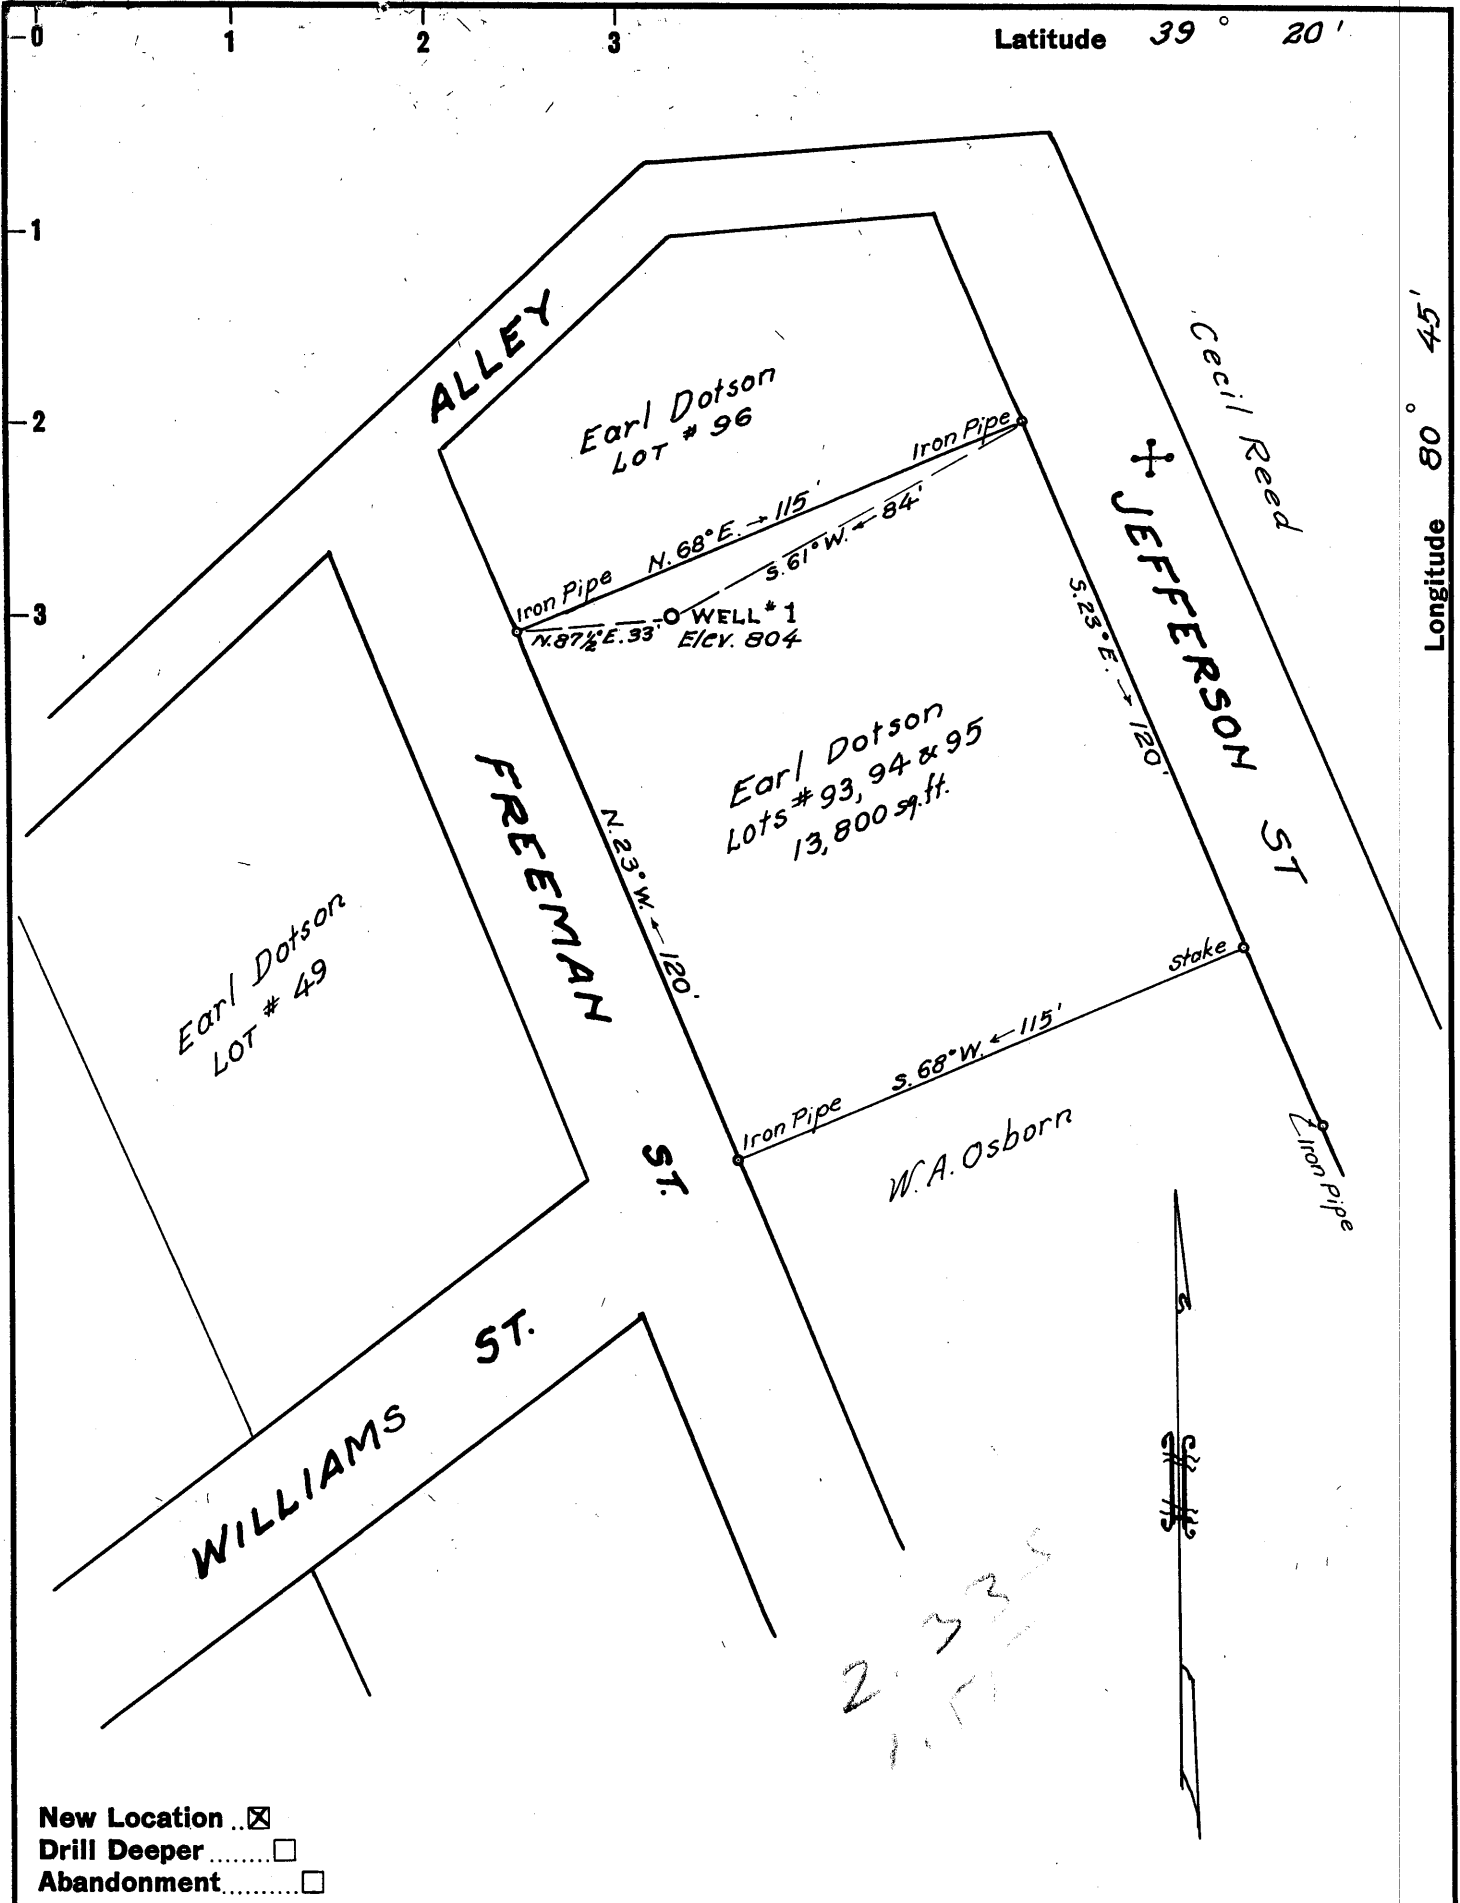 0 1 2 3 Latitude 39° 20'
1
2
3
Longitude 80° 45'
ALLEY
Earl Dotson
LOT # 96
Cecil Reed
Iron Pipe
N. 68° E. → 115'
S. 61° W. ← 84'
Iron Pipe
N. 87½° E. 33'
WELL # 1
Elev. 804
JEFFERSON ST
S. 23° E. → 120'
Earl Dotson
Lots # 93, 94 & 95
13,800 sq. ft.
FREEMAN ST.
N. 23° W. ← 120'
Earl Dotson
LOT # 49
Stake
S. 68° W. ← 115'
Iron Pipe
W. A. Osborn
Iron Pipe
WILLIAMS ST.
2.33
New Location ..☒
Drill Deeper ........☐
Abandonment..........☐